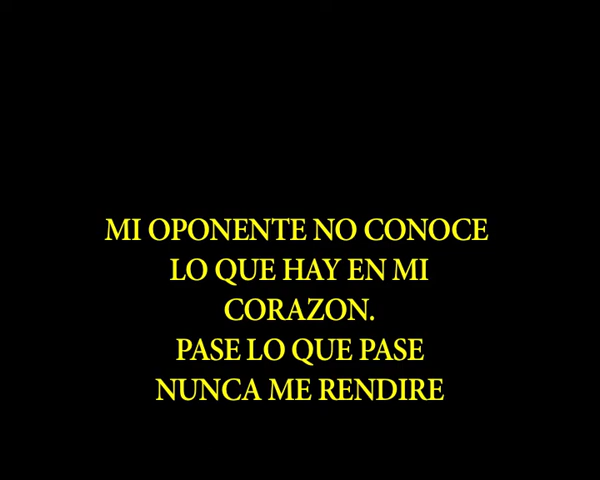 MI OPONENTE NO CONOCE
LO QUE HAY EN MI
CORAZON.
PASE LO QUE PASE
NUNCA ME RENDIRE